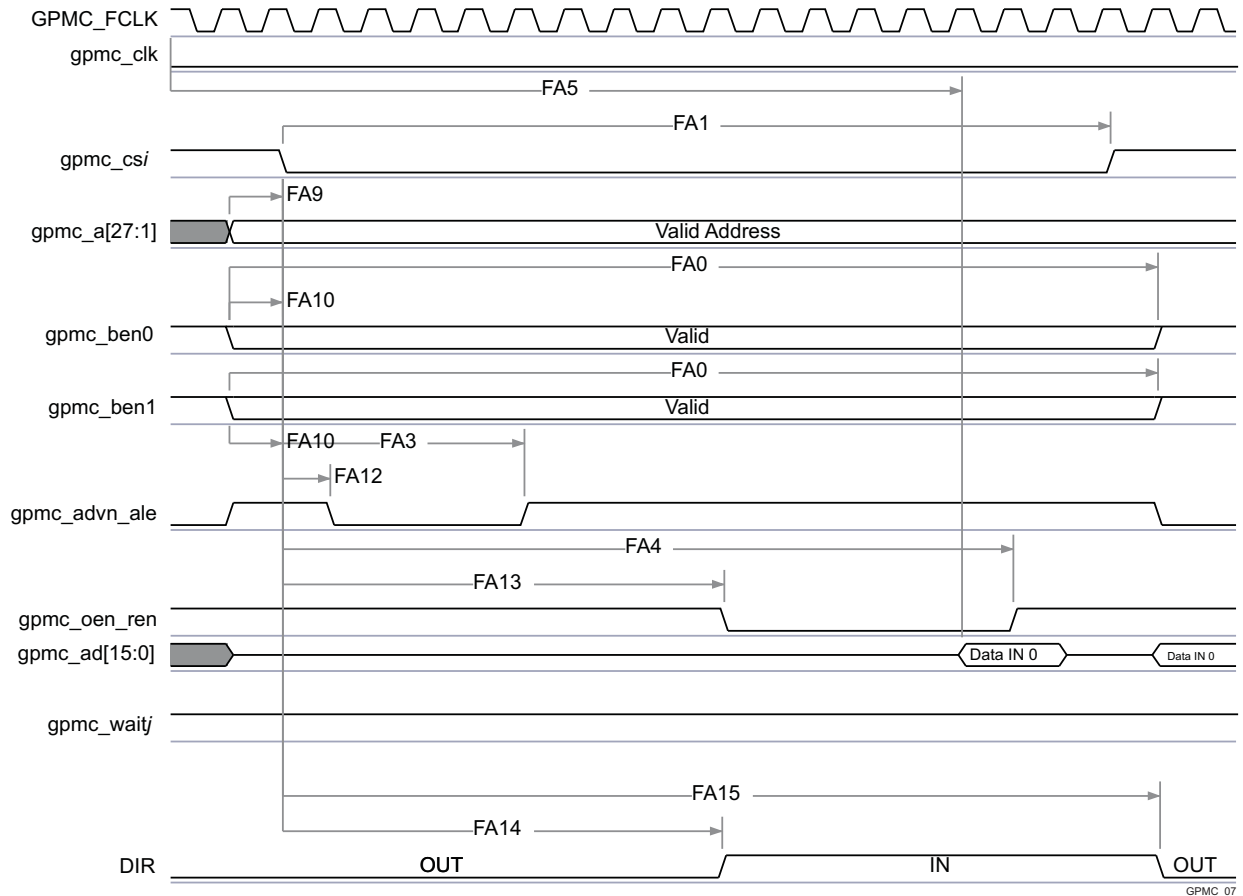 GPMC_FCLK
gpmc_clk
FA5
FA1
gpmc_csi
FA9
gpmc_a[27:1] Valid Address
FA0
FA10
gpmc_ben0 Valid
FA0
gpmc_ben1 Valid
FA10 FA3
FA12
gpmc_advn_ale
FA4
FA13
gpmc_oen_ren
gpmc_ad[15:0] Data IN 0 Data IN 0
gpmc_waitj
FA15
FA14
DIR OUT IN OUT
GPMC_07